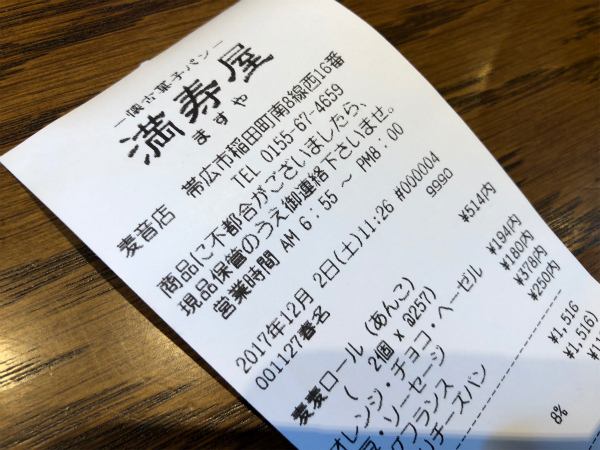 ―懐古菓子パン―
満寿屋
ますや
麦音店 帯広市稲田町南8線西16番
TEL 0155-67-4659
商品に不都合がございましたら、
現品保管のうえ御連絡下さいませ。
営業時間 AM 6:55 ~ PM8:00
2017年12月 2日(土)11:26 #000004
001127春名 9990
麦麦ロール(あんこ)
( 2個 x @257) ¥514内
オレンジ・チョコ・ヘーゼル ¥194内
・ソーセージ ¥180内
フランス ¥378内
チーズパン ¥250内
¥1,516
¥1,516)
8%